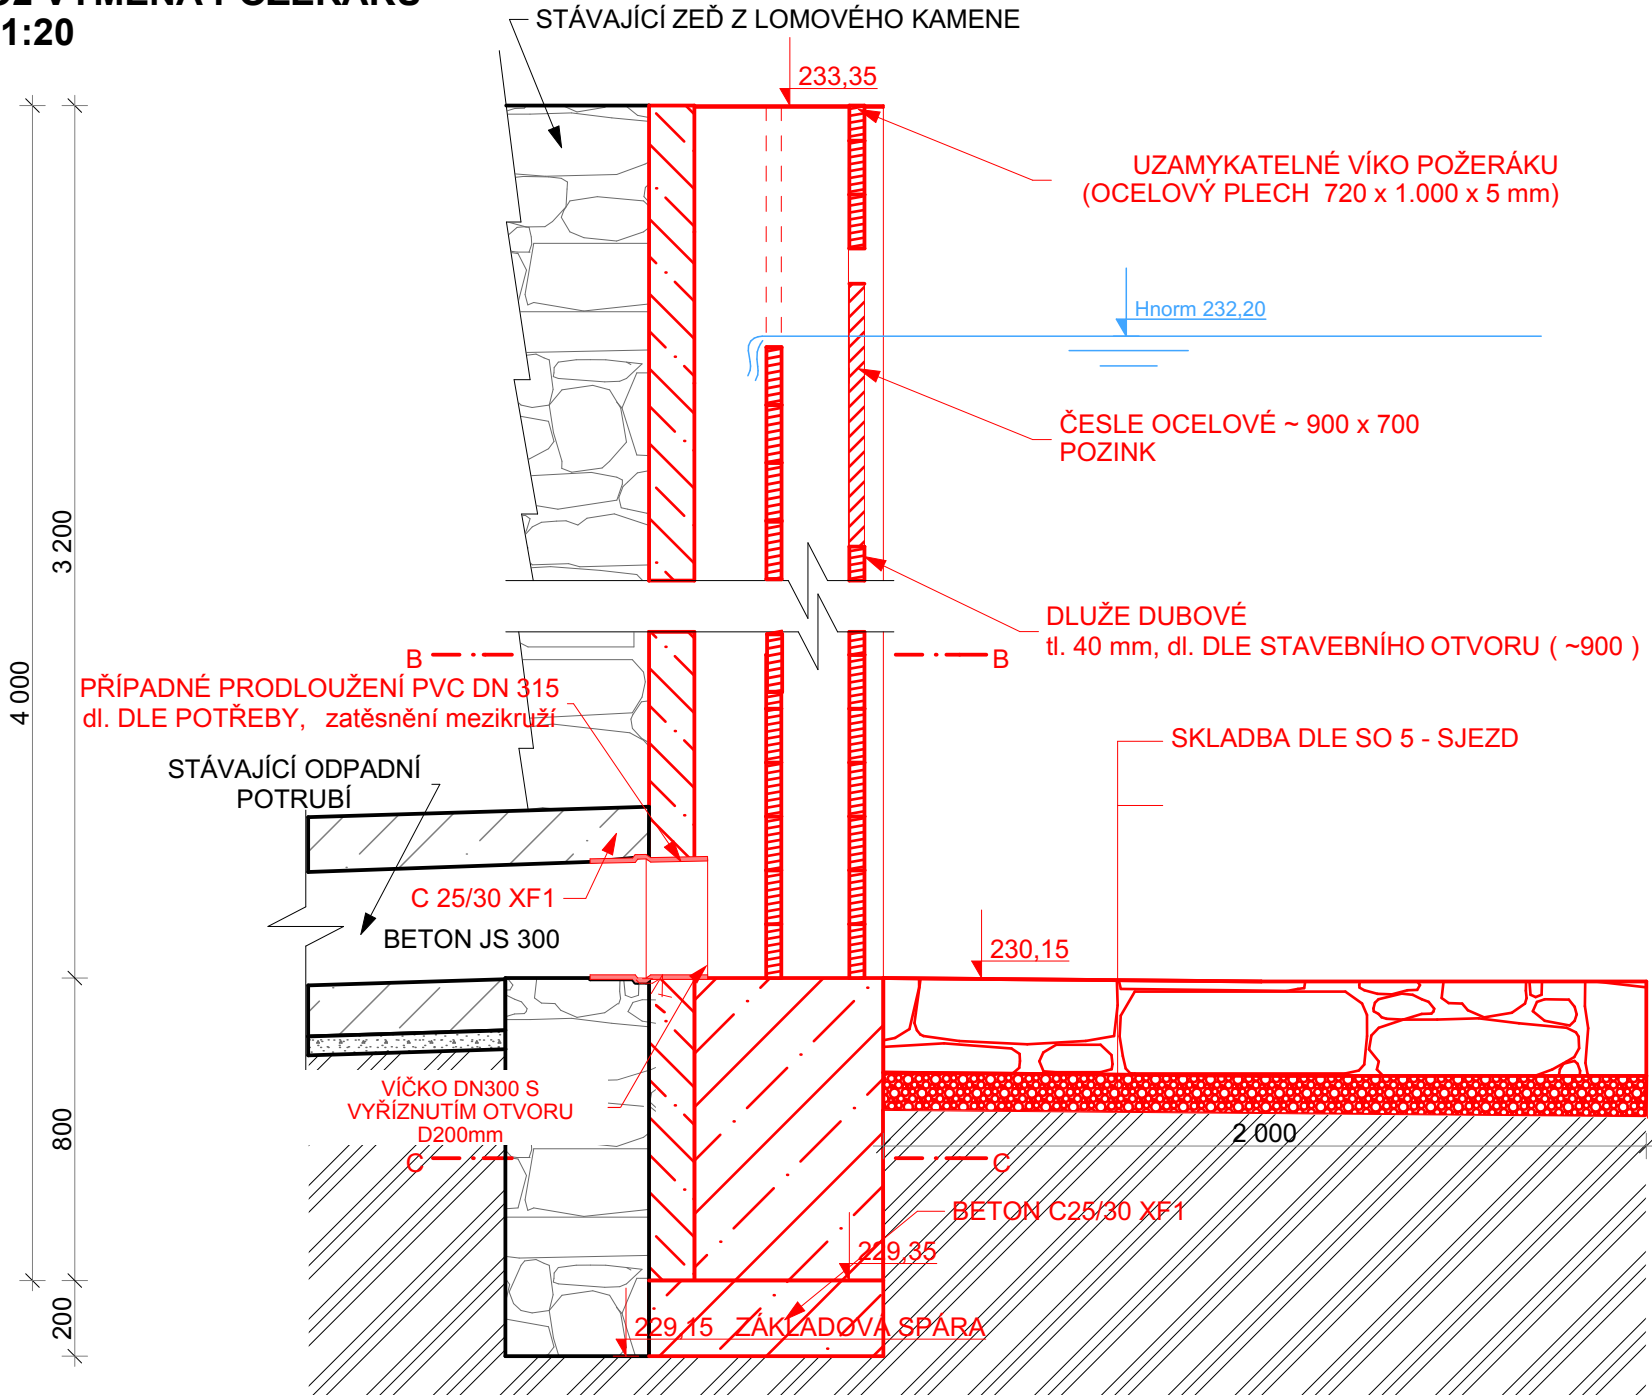 VÝMĚNA POŽERÁKU
1:20
STÁVAJÍCÍ ZEĎ Z LOMOVÉHO KAMENE
233,35
UZAMYKATELNÉ VÍKO POŽERÁKU
(OCELOVÝ PLECH 720 x 1.000 x 5 mm)
Hnorm 232,20
ČESLE OCELOVÉ ~ 900 x 700
POZINK
3 200
4 000
DLUŽE DUBOVÉ
tl. 40 mm, dl. DLE STAVEBNÍHO OTVORU ( ~900 )
B
B
PŘÍPADNÉ PRODLOUŽENÍ PVC DN 315
dl. DLE POTŘEBY, zatěsnění mezikruží
SKLADBA DLE SO 5 - SJEZD
STÁVAJÍCÍ ODPADNÍ
POTRUBÍ
C 25/30 XF1
BETON JS 300
230,15
VÍČKO DN300 S
VYŘÍZNUTÍM OTVORU
D200mm
800
2 000
C
C
BETON C25/30 XF1
229,35
200
229,15 ZÁKLADOVÁ SPÁRA